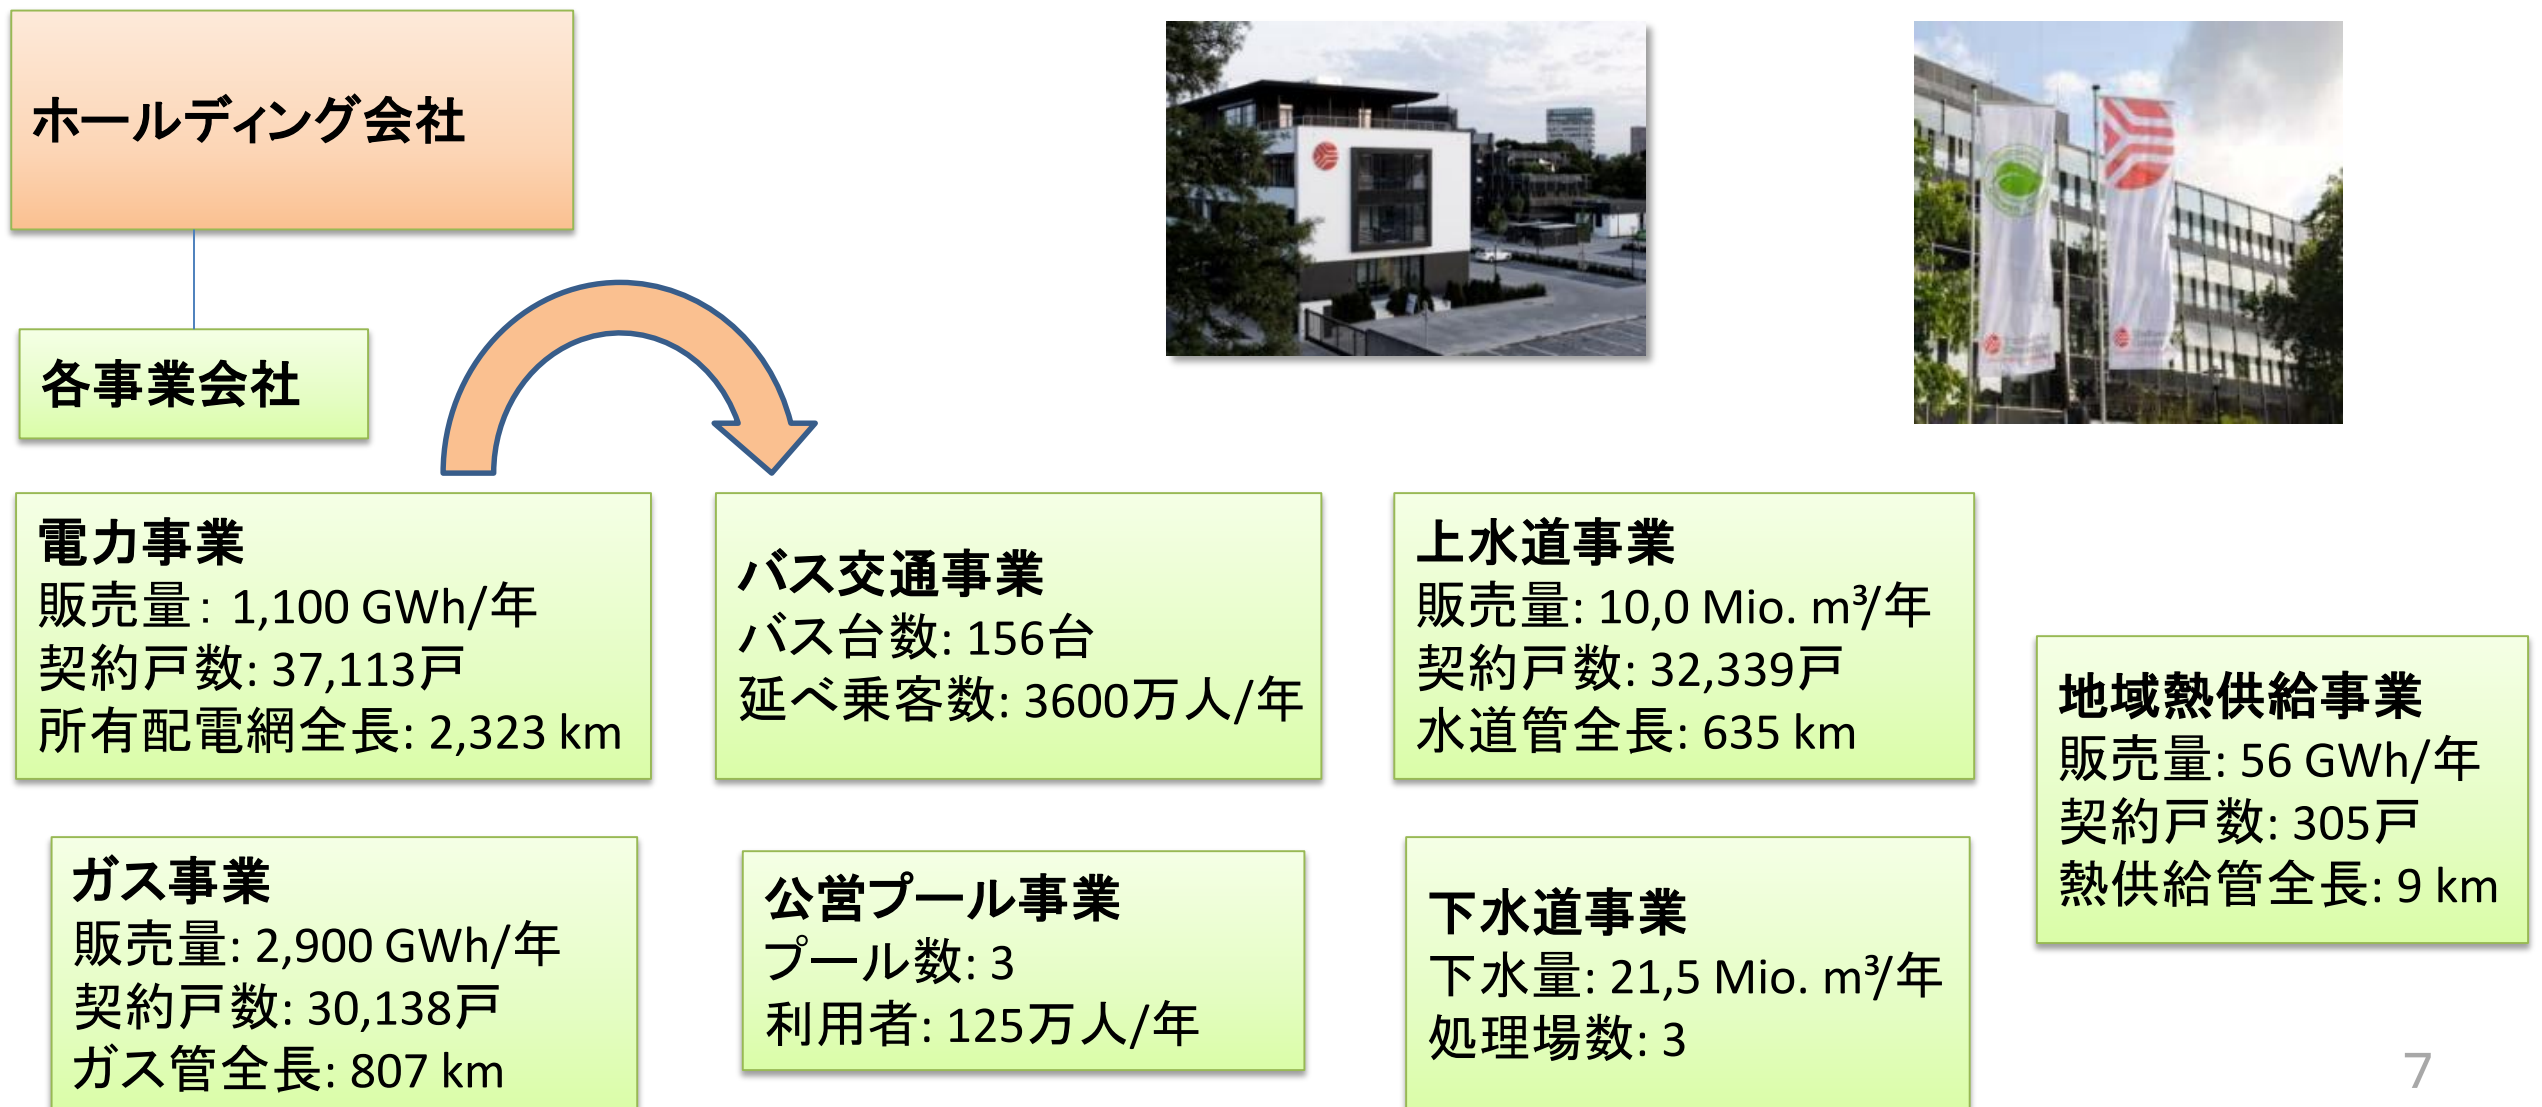 ホールディング会社
各事業会社
電力事業
販売量: 1,100 GWh/年
契約戸数: 37,113戸
所有配電網全長: 2,323 km
バス交通事業
バス台数: 156台
延べ乗客数: 3600万人/年
上水道事業
販売量: 10,0 Mio. m³/年
契約戸数: 32,339戸
水道管全長: 635 km
地域熱供給事業
販売量: 56 GWh/年
契約戸数: 305戸
熱供給管全長: 9 km
ガス事業
販売量: 2,900 GWh/年
契約戸数: 30,138戸
ガス管全長: 807 km
公営プール事業
プール数: 3
利用者: 125万人/年
下水道事業
下水量: 21,5 Mio. m³/年
処理場数: 3
7